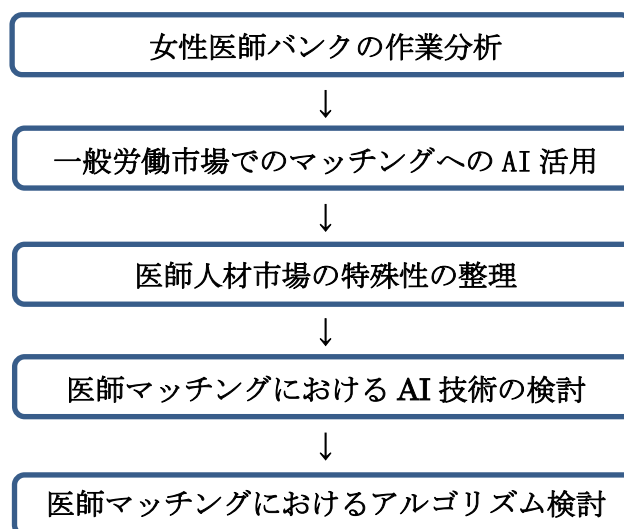 女性医師バンクの作業分析
↓
一般労働市場でのマッチングへの AI 活用
↓
医師人材市場の特殊性の整理
↓
医師マッチングにおける AI 技術の検討
↓
医師マッチングにおけるアルゴリズム検討